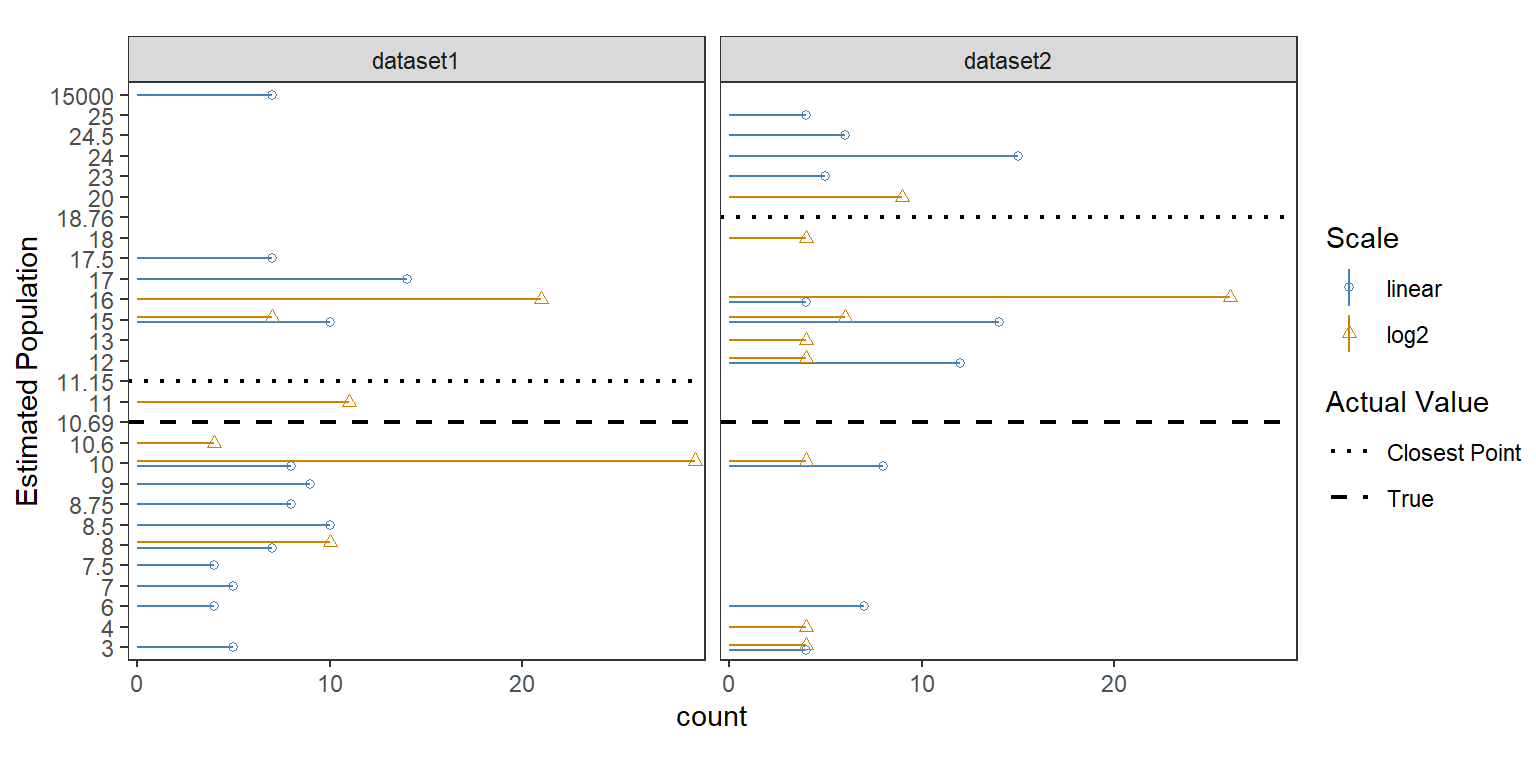 dataset1
dataset2
Estimated Population
15000
25
24.5
24
23
20
18.76
18
17.5
17
16
15
13
12
11.15
11
10.69
10.6
10
9
8.75
8.5
8
7.5
7
6
4
3
0 10 20
0 10 20
count
Scale
linear
log2
Actual Value
Closest Point
True